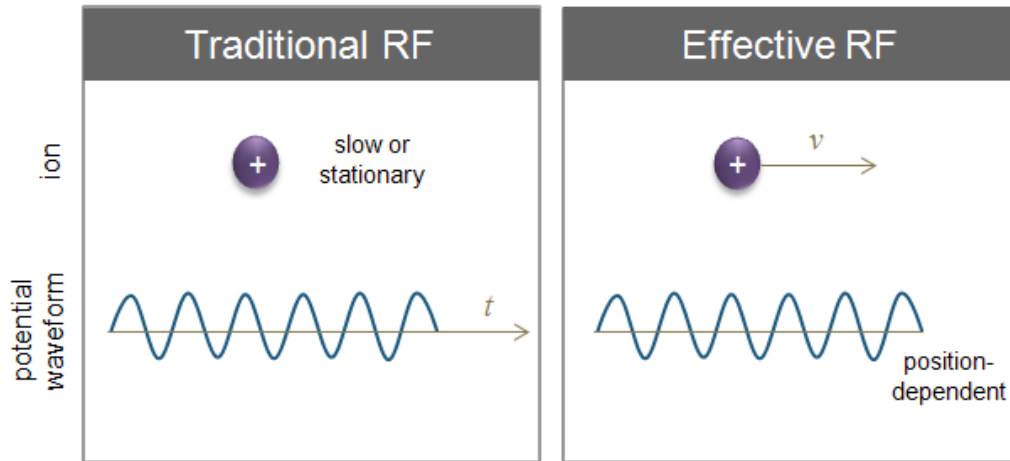 Traditional RF
Effective RF
ion
+
slow or
stationary
+
v
potential
waveform
t
position-
dependent